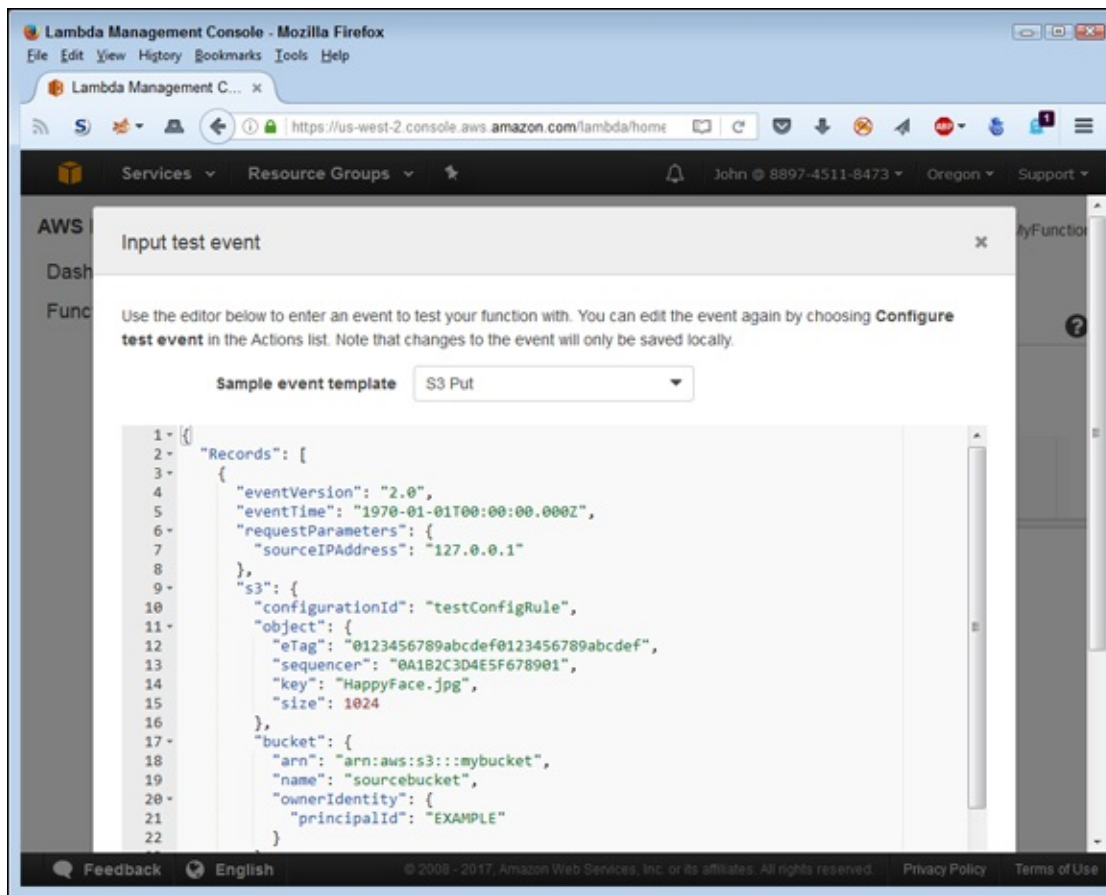 Lambda Management Console - Mozilla Firefox
File Edit View History Bookmarks Tools Help
Lambda Management C... ×
https://us-west-2.console.aws.amazon.com/lambda/home
1
Services Resource Groups John @ 8897-4511-8473 Oregon Support
AWS
Input test event ×
MyFunction
Dash
Func
Use the editor below to enter an event to test your function with. You can edit the event again by choosing Configure
test event in the Actions list. Note that changes to the event will only be saved locally.
Sample event template S3 Put
1 {
2 "Records": [
3 {
4 "eventVersion": "2.0",
5 "eventTime": "1970-01-01T00:00:00.000Z",
6 "requestParameters": {
7 "sourceIPAddress": "127.0.0.1"
8 },
9 "s3": {
10 "configurationId": "testConfigRule",
11 "object": {
12 "eTag": "0123456789abcdef0123456789abcdef",
13 "sequencer": "0A1B2C3D4E5F678901",
14 "key": "HappyFace.jpg",
15 "size": 1024
16 },
17 "bucket": {
18 "arn": "arn:aws:s3:::mybucket",
19 "name": "sourcebucket",
20 "ownerIdentity": {
21 "principalId": "EXAMPLE"
22 }
Feedback English © 2008 - 2017, Amazon Web Services, Inc. or its affiliates. All rights reserved. Privacy Policy Terms of Use